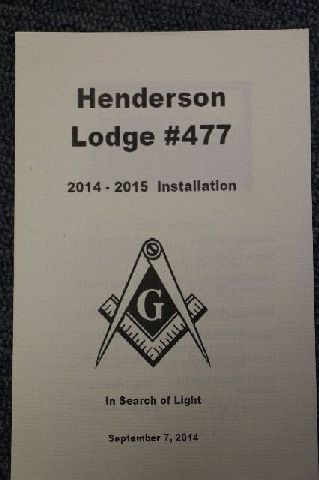 Henderson
Lodge #477
2014 - 2015 Installation
G
In Search of Light
September 7, 2014